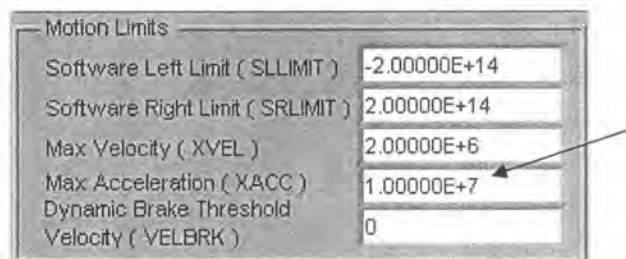 Motion Limits
Software Left Limit ( SLLIMIT ) -2.00000E+14
Software Right Limit ( SRLIMIT ) 2.00000E+14
Max Velocity ( XVEL ) 2.00000E+6
Max Acceleration ( XACC ) 1.00000E+7
Dynamic Brake Threshold
Velocity ( VELBRK ) 0